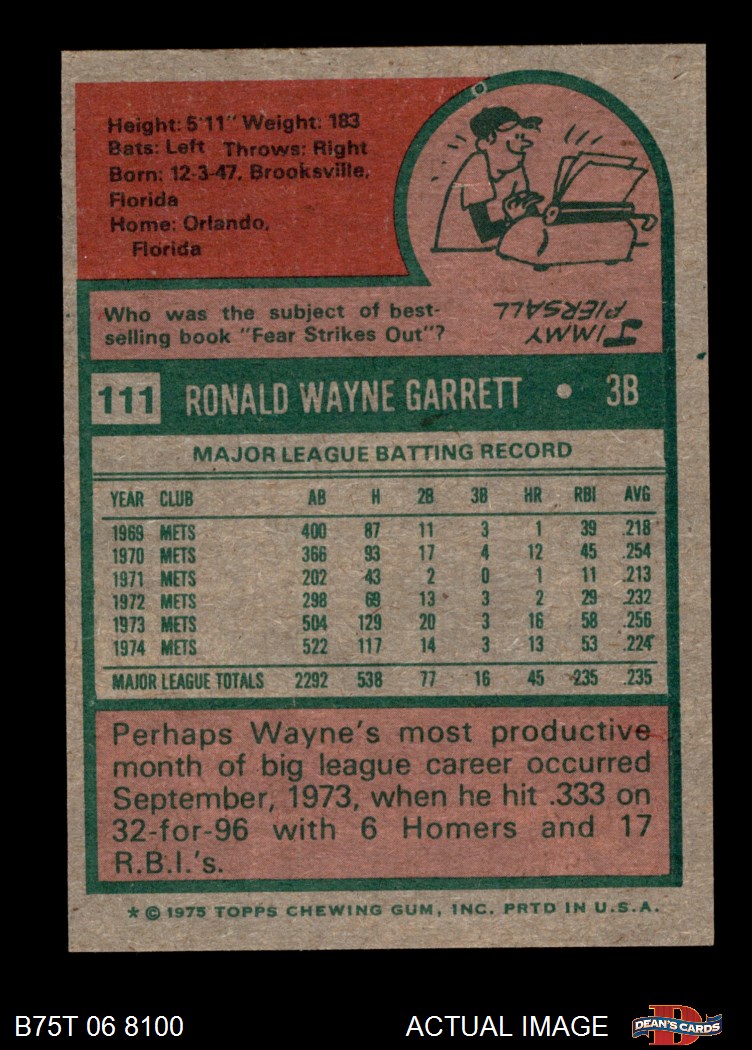 Height: 5'11" Weight: 183
Bats: Left Throws: Right
Born: 12-3-47, Brooksville,
Florida
Home: Orlando,
Florida
Who was the subject of best-
selling book "Fear Strikes Out"?
JIMMY
PIERSALL
111 RONALD WAYNE GARRETT • 3B
MAJOR LEAGUE BATTING RECORD
YEAR CLUB AB H 2B 3B HR RBI AVG
1969 METS 400 87 11 3 1 39 .218
1970 METS 366 93 17 4 12 45 .254
1971 METS 202 43 2 0 1 11 .213
1972 METS 298 69 13 3 2 29 .232
1973 METS 504 129 20 3 16 58 .256
1974 METS 522 117 14 3 13 53 .224
MAJOR LEAGUE TOTALS 2292 538 77 16 45 235 .235
Perhaps Wayne's most productive
month of big league career occurred
September, 1973, when he hit .333 on
32-for-96 with 6 Homers and 17
R.B.I.'s.
* © 1975 TOPPS CHEWING GUM, INC. PRTD IN U.S.A.
B75T 06 8100 ACTUAL IMAGE DEAN'S CARDS